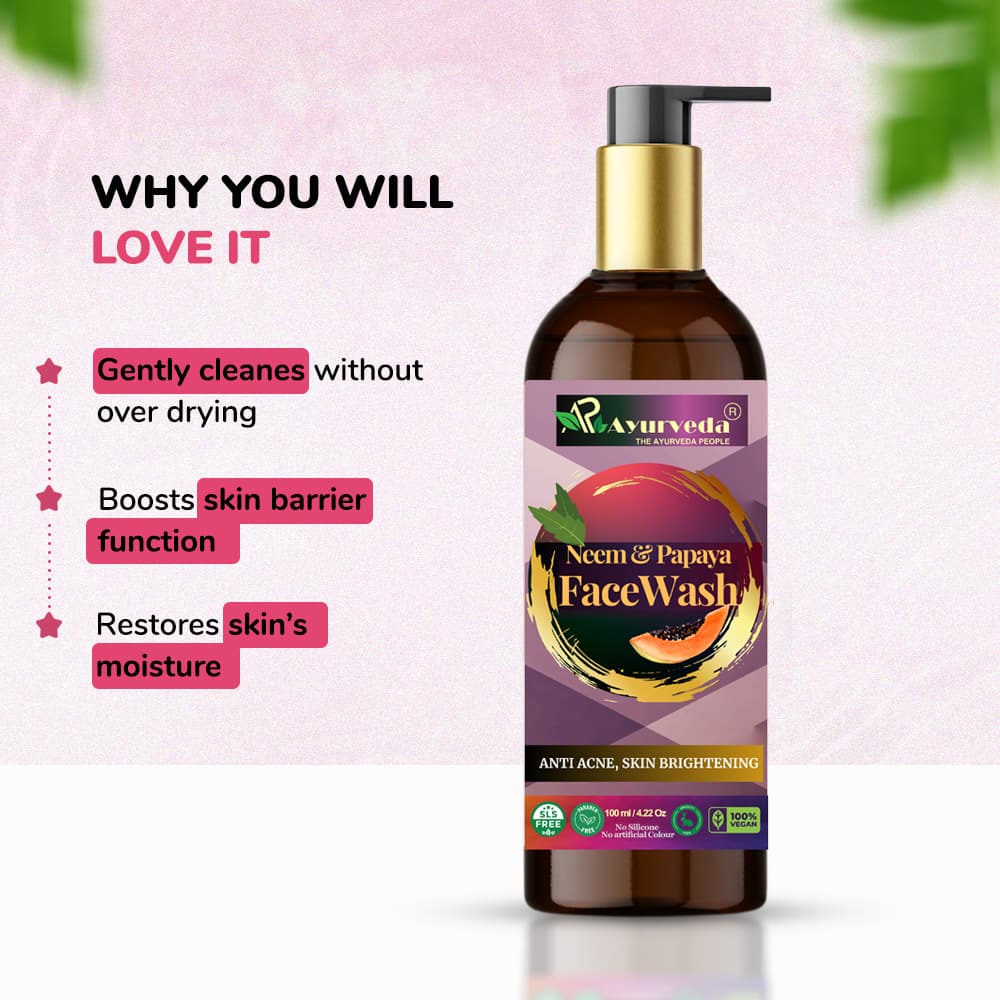 WHY YOU WILL
LOVE IT
Gently cleanes without
over drying
Boosts skin barrier
function
Restores skin's
moisture
Ayurveda ®
THE AYURVEDA PEOPLE
Neem & Papaya
FaceWash
ANTI ACNE, SKIN BRIGHTENING
SLS
FREE
PARABEN
FREE
100 ml / 4.22 Oz
No Silicone
No artificial Colour
100%
VEGAN